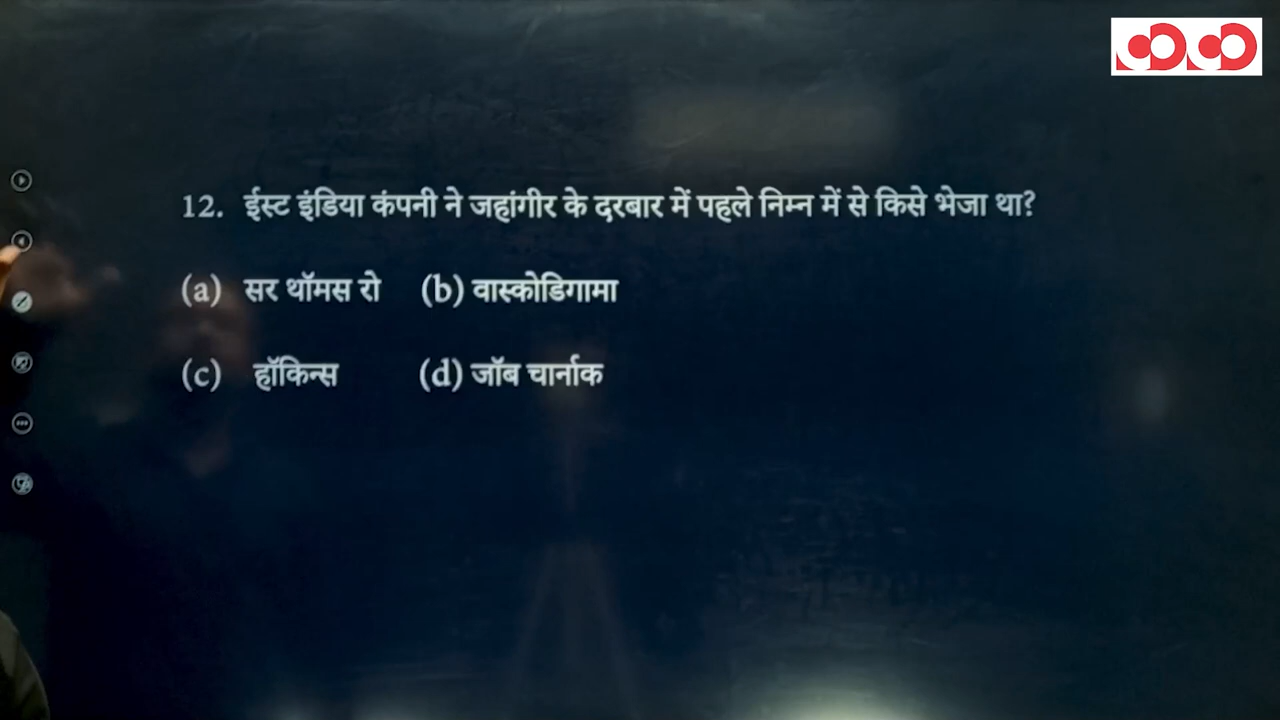 12. ईस्ट इंडिया कंपनी ने जहांगीर के दरबार में पहले निम्न में से किसे भेजा था?
(a) सर थॉमस रो (b) वास्कोडिगामा
(c) हॉकिन्स (d) जॉब चार्नाक